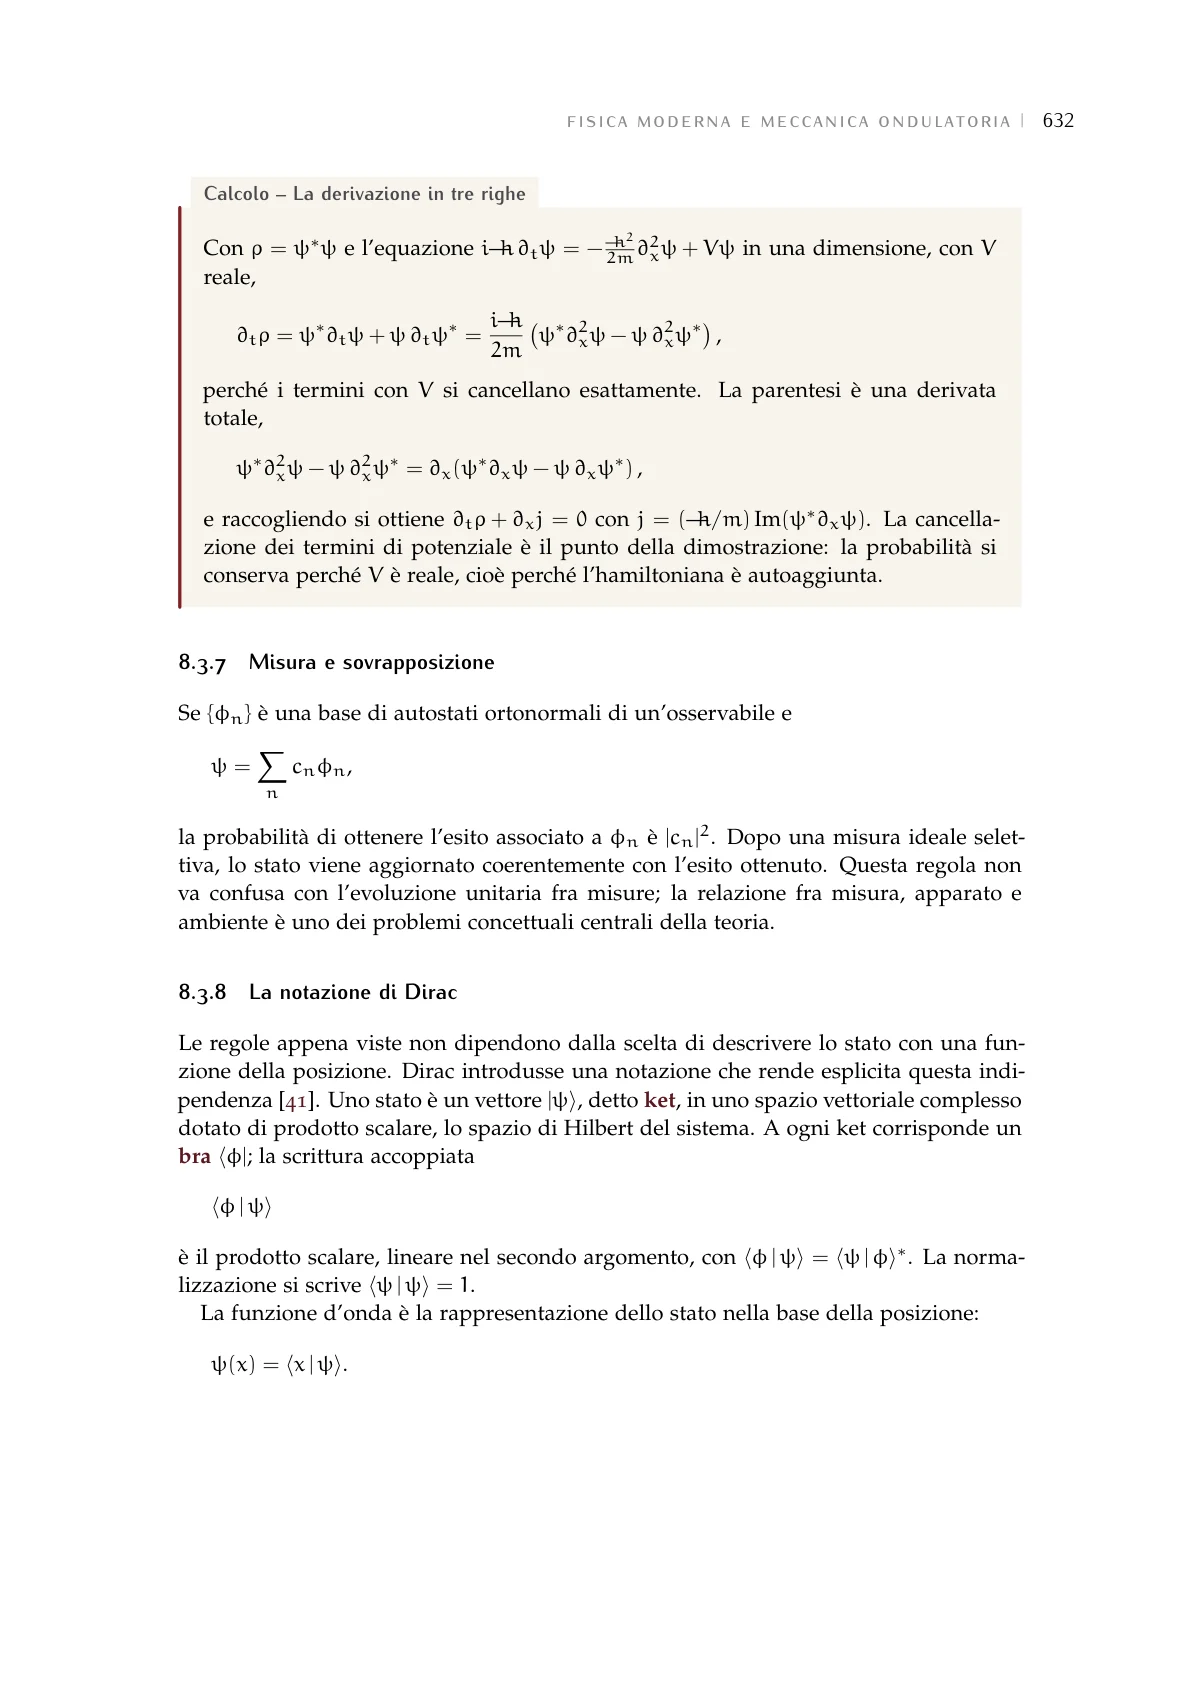 FISICA MODERNA E MECCANICA ONDULATORIA | 632
Calcolo – La derivazione in tre righe
Con ρ = ψ*ψ e l'equazione iℏ ∂ₜψ = −ℏ²/2m ∂ₓ²ψ + Vψ in una dimensione, con V
reale,
∂ₜρ = ψ*∂ₜψ + ψ ∂ₜψ* = iℏ/2m (ψ*∂ₓ²ψ − ψ ∂ₓ²ψ*) ,
perché i termini con V si cancellano esattamente. La parentesi è una derivata
totale,
ψ*∂ₓ²ψ − ψ ∂ₓ²ψ* = ∂ₓ(ψ*∂ₓψ − ψ ∂ₓψ*) ,
e raccogliendo si ottiene ∂ₜρ + ∂ₓj = 0 con j = (ℏ/m) Im(ψ*∂ₓψ). La cancella-
zione dei termini di potenziale è il punto della dimostrazione: la probabilità si
conserva perché V è reale, cioè perché l'hamiltoniana è autoaggiunta.
8.3.7 Misura e sovrapposizione
Se {ϕₙ} è una base di autostati ortonormali di un'osservabile e
ψ = ∑ₙ cₙϕₙ,
la probabilità di ottenere l'esito associato a ϕₙ è |cₙ|². Dopo una misura ideale selet-
tiva, lo stato viene aggiornato coerentemente con l'esito ottenuto. Questa regola non
va confusa con l'evoluzione unitaria fra misure; la relazione fra misura, apparato e
ambiente è uno dei problemi concettuali centrali della teoria.
8.3.8 La notazione di Dirac
Le regole appena viste non dipendono dalla scelta di descrivere lo stato con una fun-
zione della posizione. Dirac introdusse una notazione che rende esplicita questa indi-
pendenza [41]. Uno stato è un vettore |ψ⟩, detto ket, in uno spazio vettoriale complesso
dotato di prodotto scalare, lo spazio di Hilbert del sistema. A ogni ket corrisponde un
bra ⟨ϕ|; la scrittura accoppiata
⟨ϕ | ψ⟩
è il prodotto scalare, lineare nel secondo argomento, con ⟨ϕ | ψ⟩ = ⟨ψ | ϕ⟩*. La norma-
lizzazione si scrive ⟨ψ | ψ⟩ = 1.
La funzione d'onda è la rappresentazione dello stato nella base della posizione:
ψ(x) = ⟨x | ψ⟩.